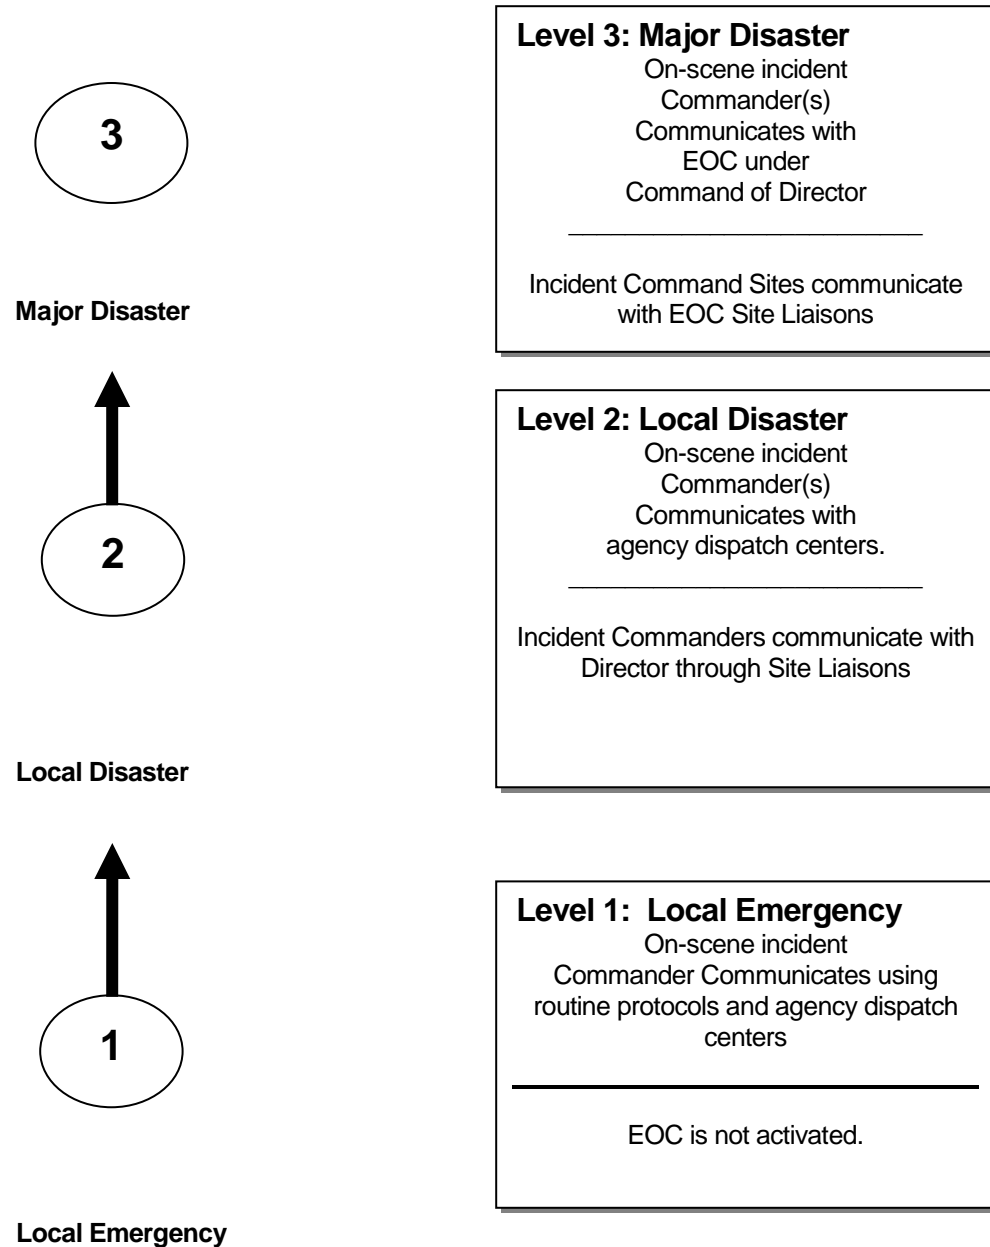 3
Major Disaster
Level 3: Major Disaster
On-scene incident
Commander(s)
Communicates with
EOC under
Command of Director
Incident Command Sites communicate
with EOC Site Liaisons
2
Local Disaster
Level 2: Local Disaster
On-scene incident
Commander(s)
Communicates with
agency dispatch centers.
Incident Commanders communicate with
Director through Site Liaisons
1
Local Emergency
Level 1:  Local Emergency
On-scene incident
Commander Communicates using
routine protocols and agency dispatch
centers
EOC is not activated.